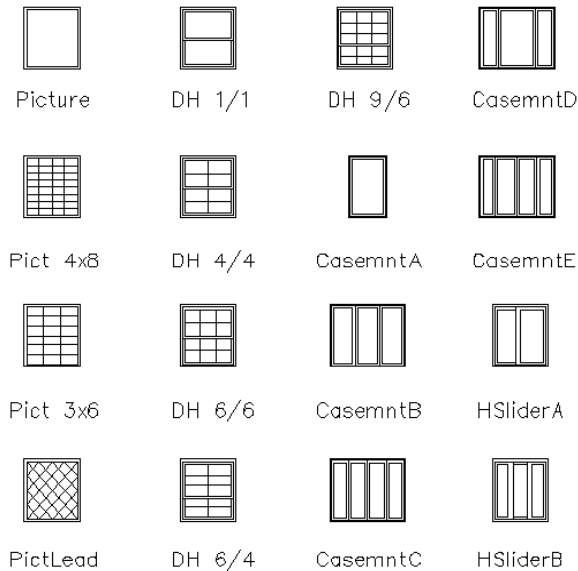 Picture DH 1/1 DH 9/6 CasemntD
Pict 4x8 DH 4/4 CasemntA CasemntE
Pict 3x6 DH 6/6 CasemntB HSliderA
PictLead DH 6/4 CasemntC HSliderB